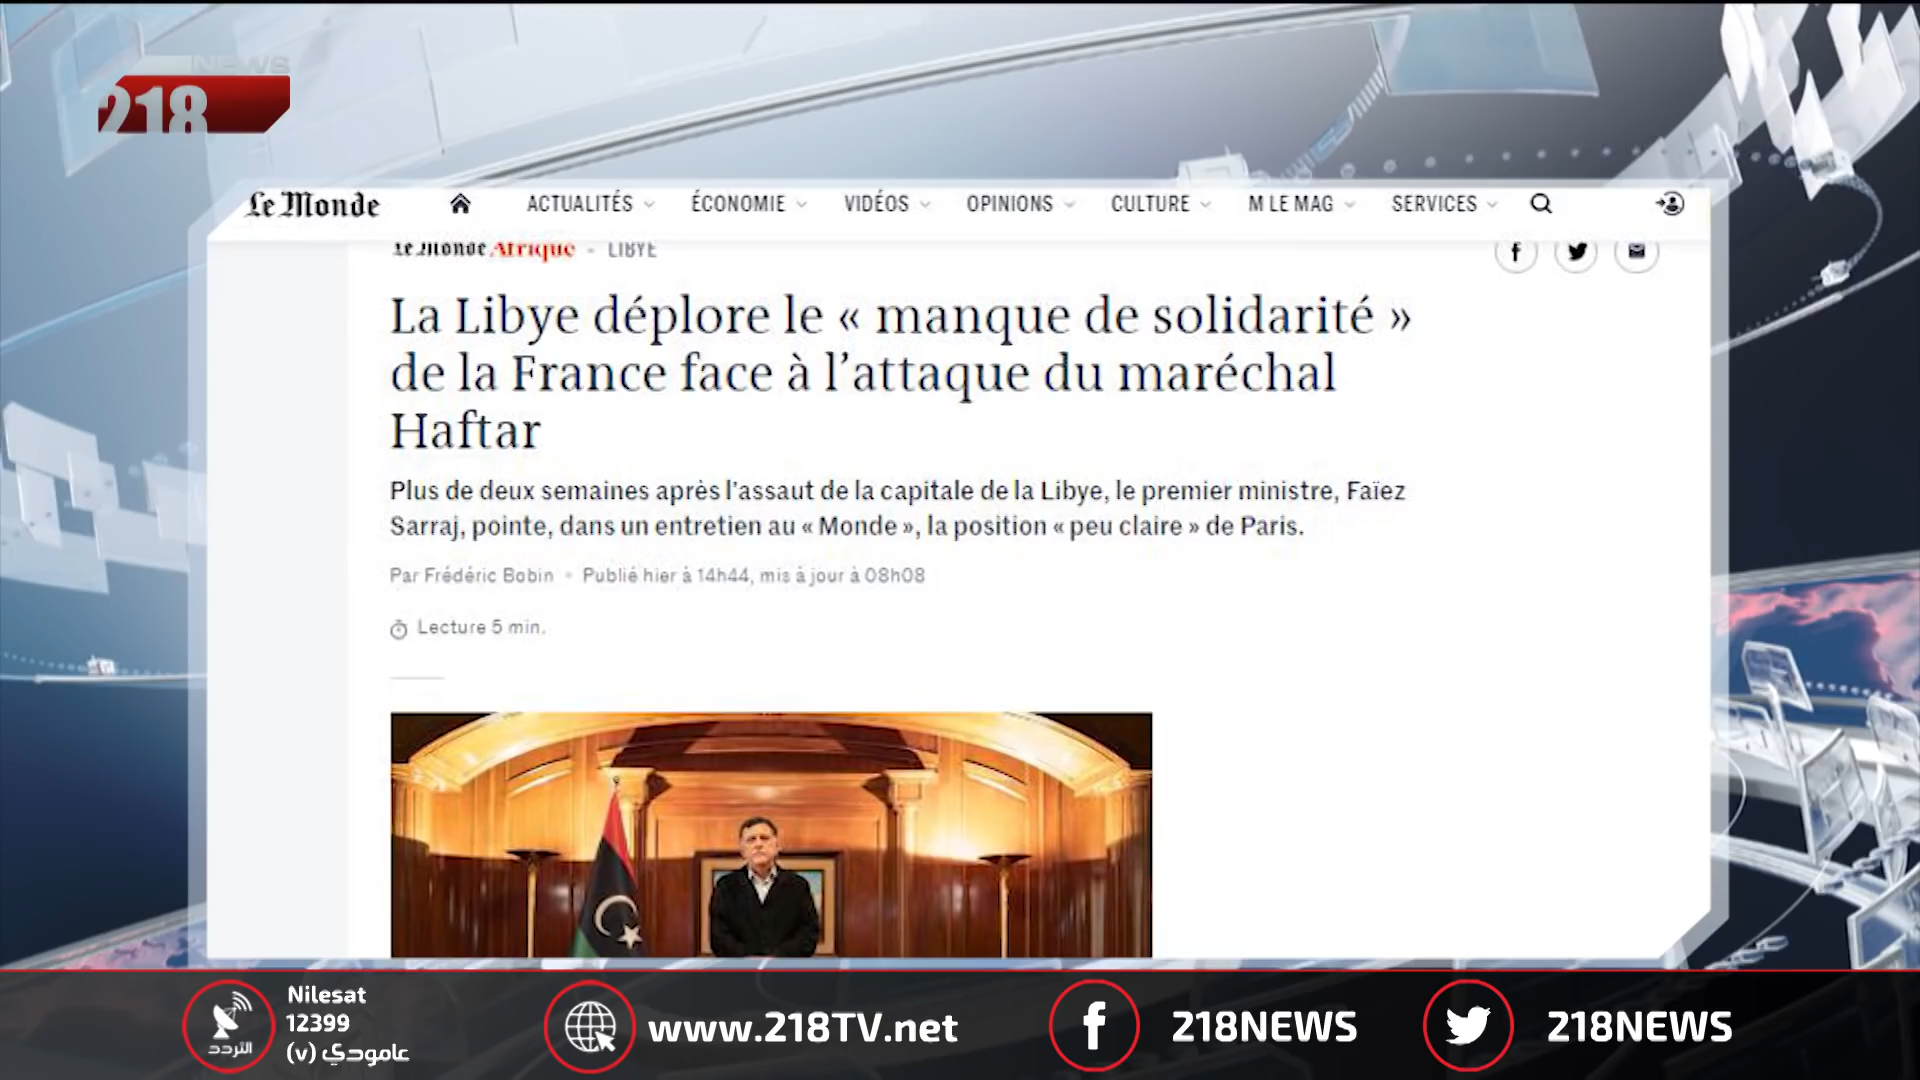 NEWS
218
Le Monde
ACTUALITÉS
ÉCONOMIE
VIDÉOS
OPINIONS
CULTURE
M LE MAG
SERVICES
Le Monde Afrique - LIBYE
La Libye déplore le « manque de solidarité »
de la France face à l’attaque du maréchal
Haftar
Plus de deux semaines après l’assaut de la capitale de la Libye, le premier ministre, Faïez
Sarraj, pointe, dans un entretien au « Monde », la position « peu claire » de Paris.
Par Frédéric Bobin • Publié hier à 14h44, mis à jour à 08h08
Lecture 5 min.
التردد
Nilesat
12399
عامودي (v)
www.218TV.net
218NEWS
218NEWS